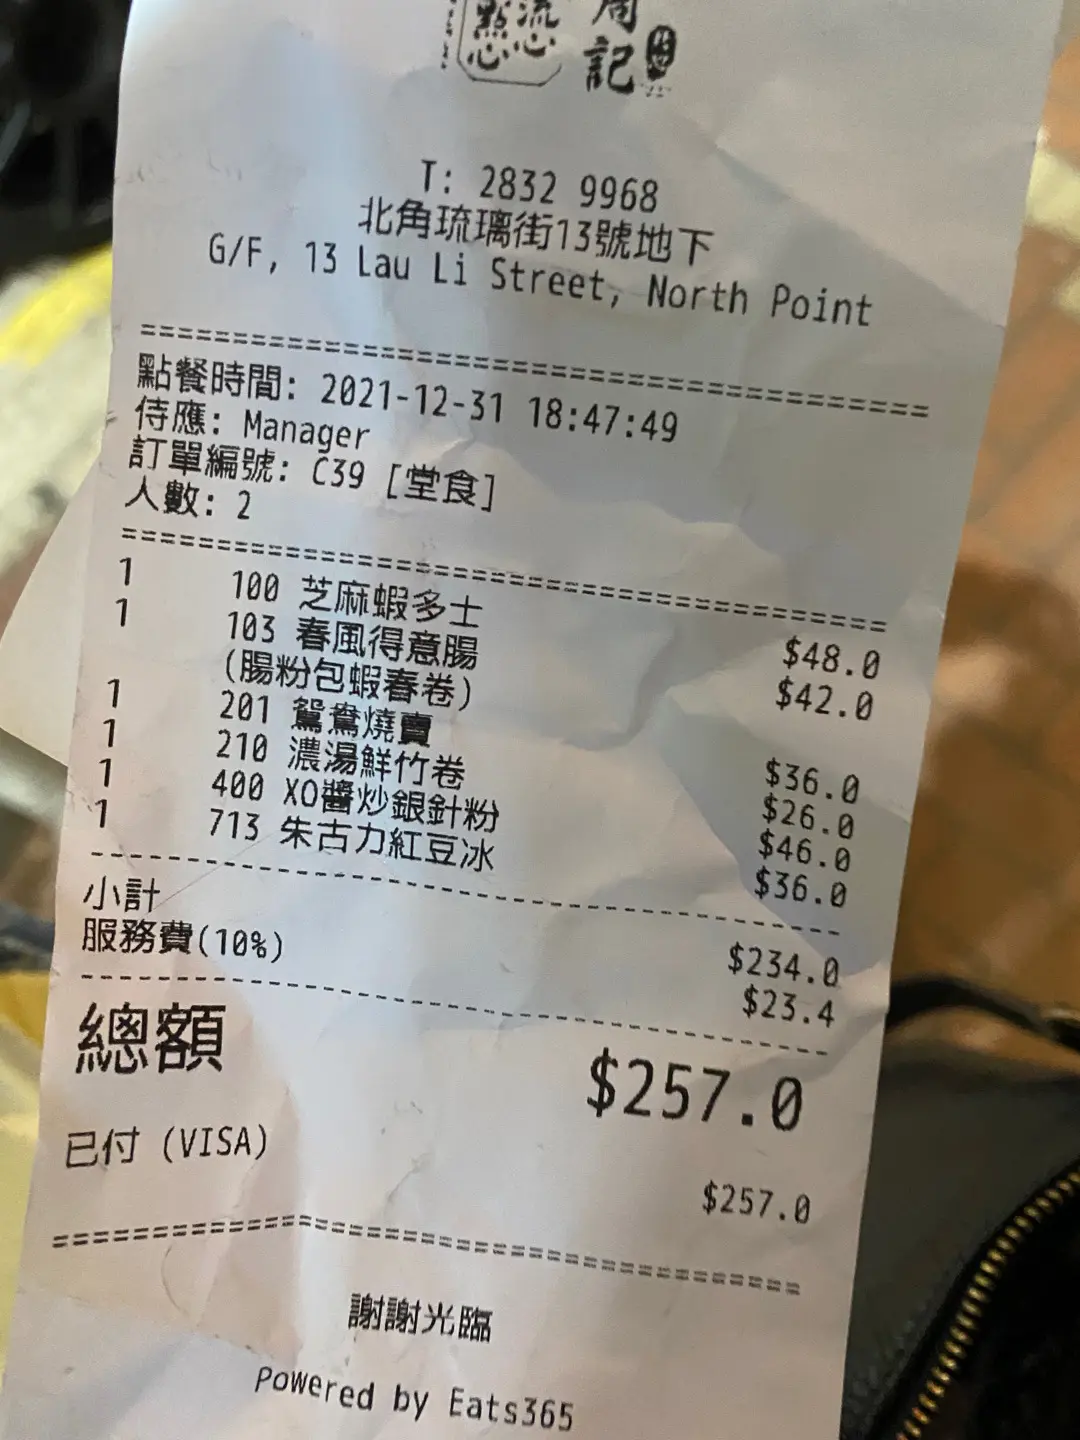 點心
流心
周記
T: 2832 9968
北角琉璃街13號地下
G/F, 13 Lau Li Street, North Point
點餐時間: 2021-12-31 18:47:49
侍應: Manager
訂單編號: C39 [堂食]
人數: 2
1 100 芝麻蝦多士 $48.0
1 103 春風得意腸 $42.0
(腸粉包蝦春卷)
1 201 鴛鴦燒賣 $36.0
1 210 濃湯鮮竹卷 $26.0
1 400 XO醬炒銀針粉 $46.0
1 713 朱古力紅豆冰 $36.0
小計 $234.0
服務費(10%) $23.4
總額 $257.0
已付 (VISA) $257.0
謝謝光臨
Powered by Eats365